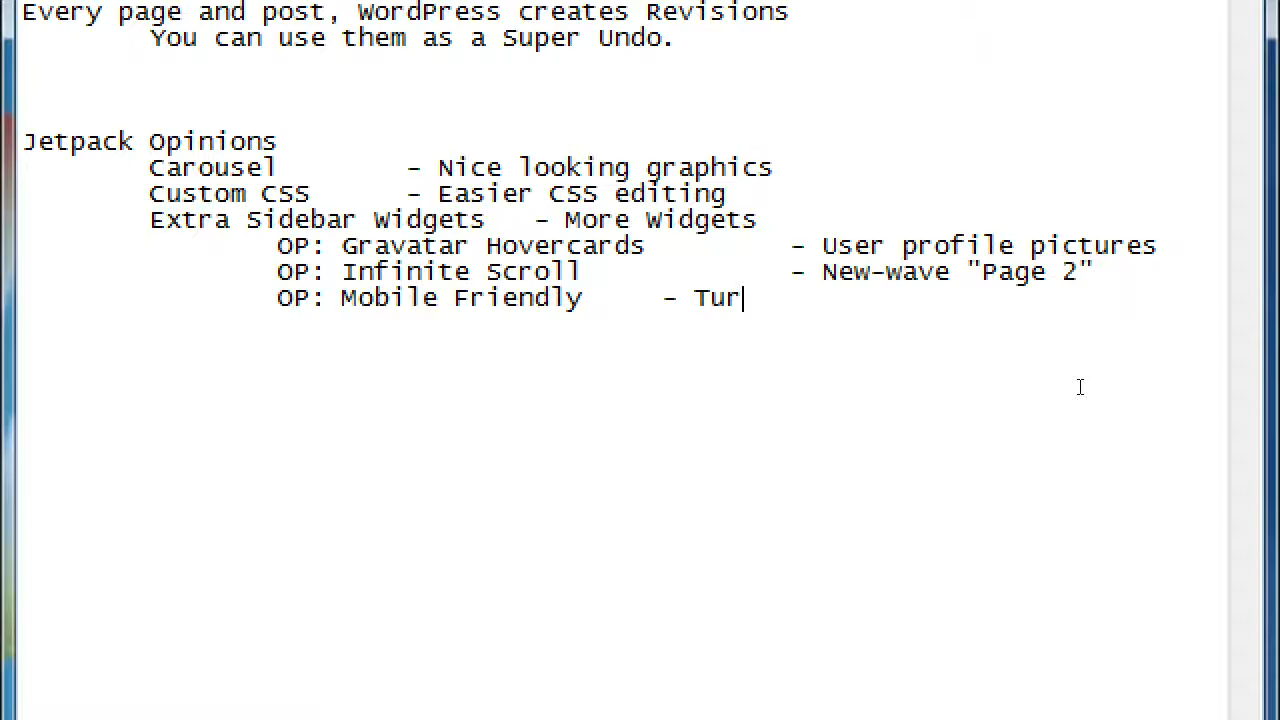 Every page and post, WordPress creates Revisions
You can use them as a Super Undo.
Jetpack Opinions
Carousel - Nice looking graphics
Custom CSS - Easier CSS editing
Extra Sidebar Widgets - More Widgets
OP: Gravatar Hovercards - User profile pictures
OP: Infinite Scroll - New-wave "Page 2"
OP: Mobile Friendly - Tur